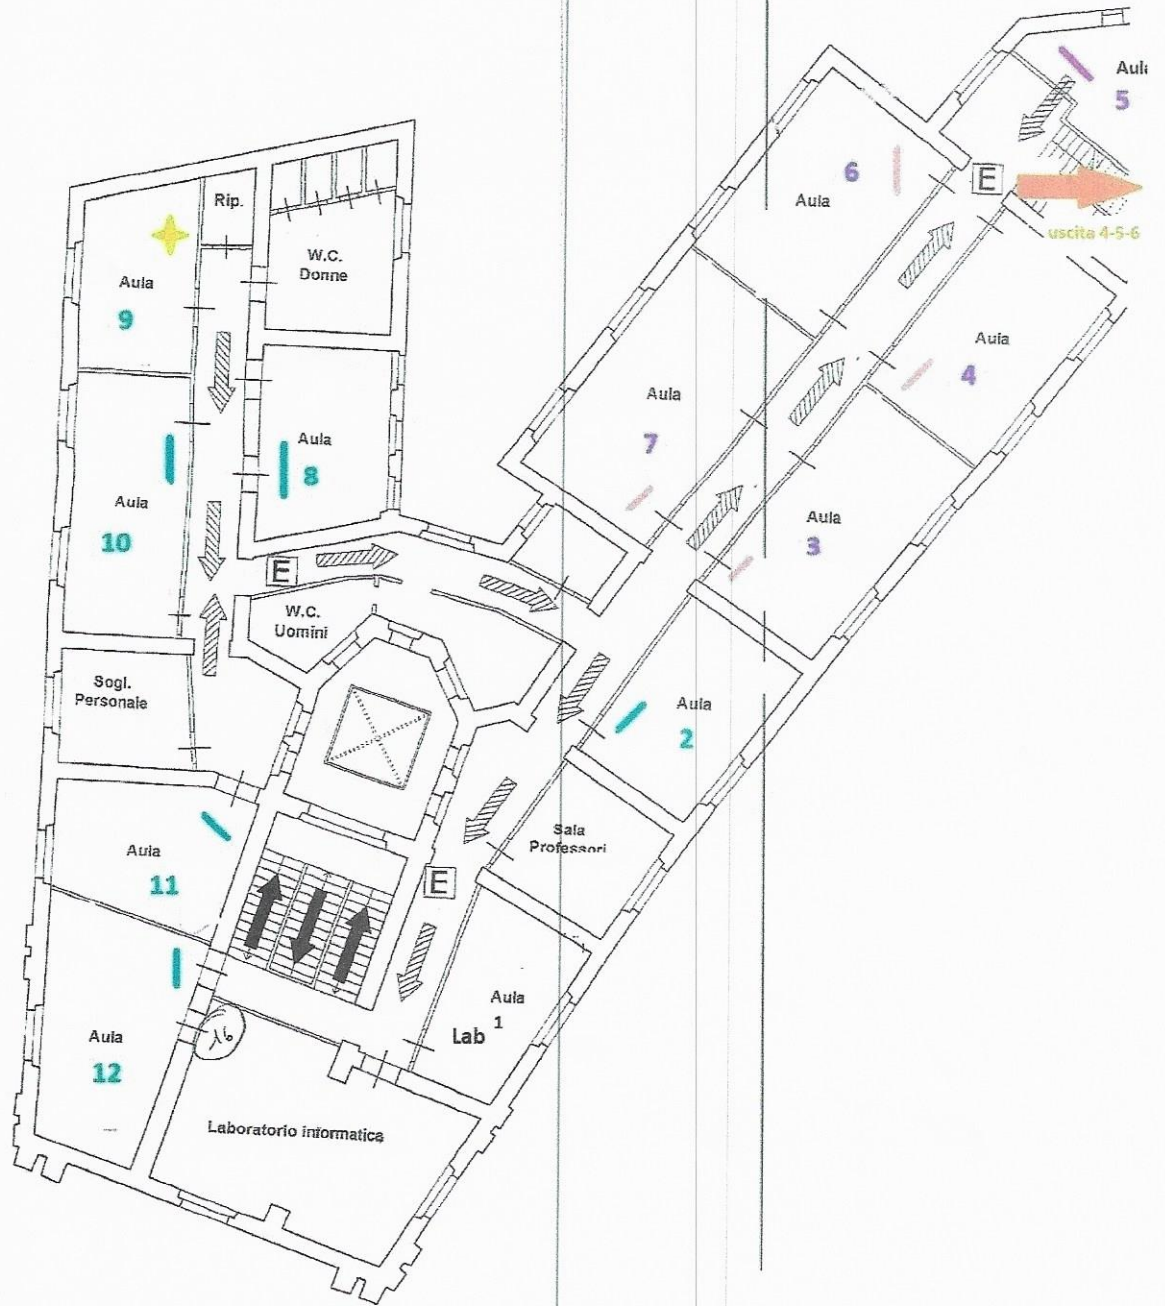 Aula
5
6
Aula
E
uscita 4-5-6
Rip.
W.C.
Donne
Aula
9
Aula
4
Aula
7
Aula
8
Aula
10
Aula
3
E
W.C.
Uomini
Sogl.
Personale
Aula
2
Sala
Professori
Aula
11
E
Aula
1
Lab
Aula
12
16
Laboratorio informatica